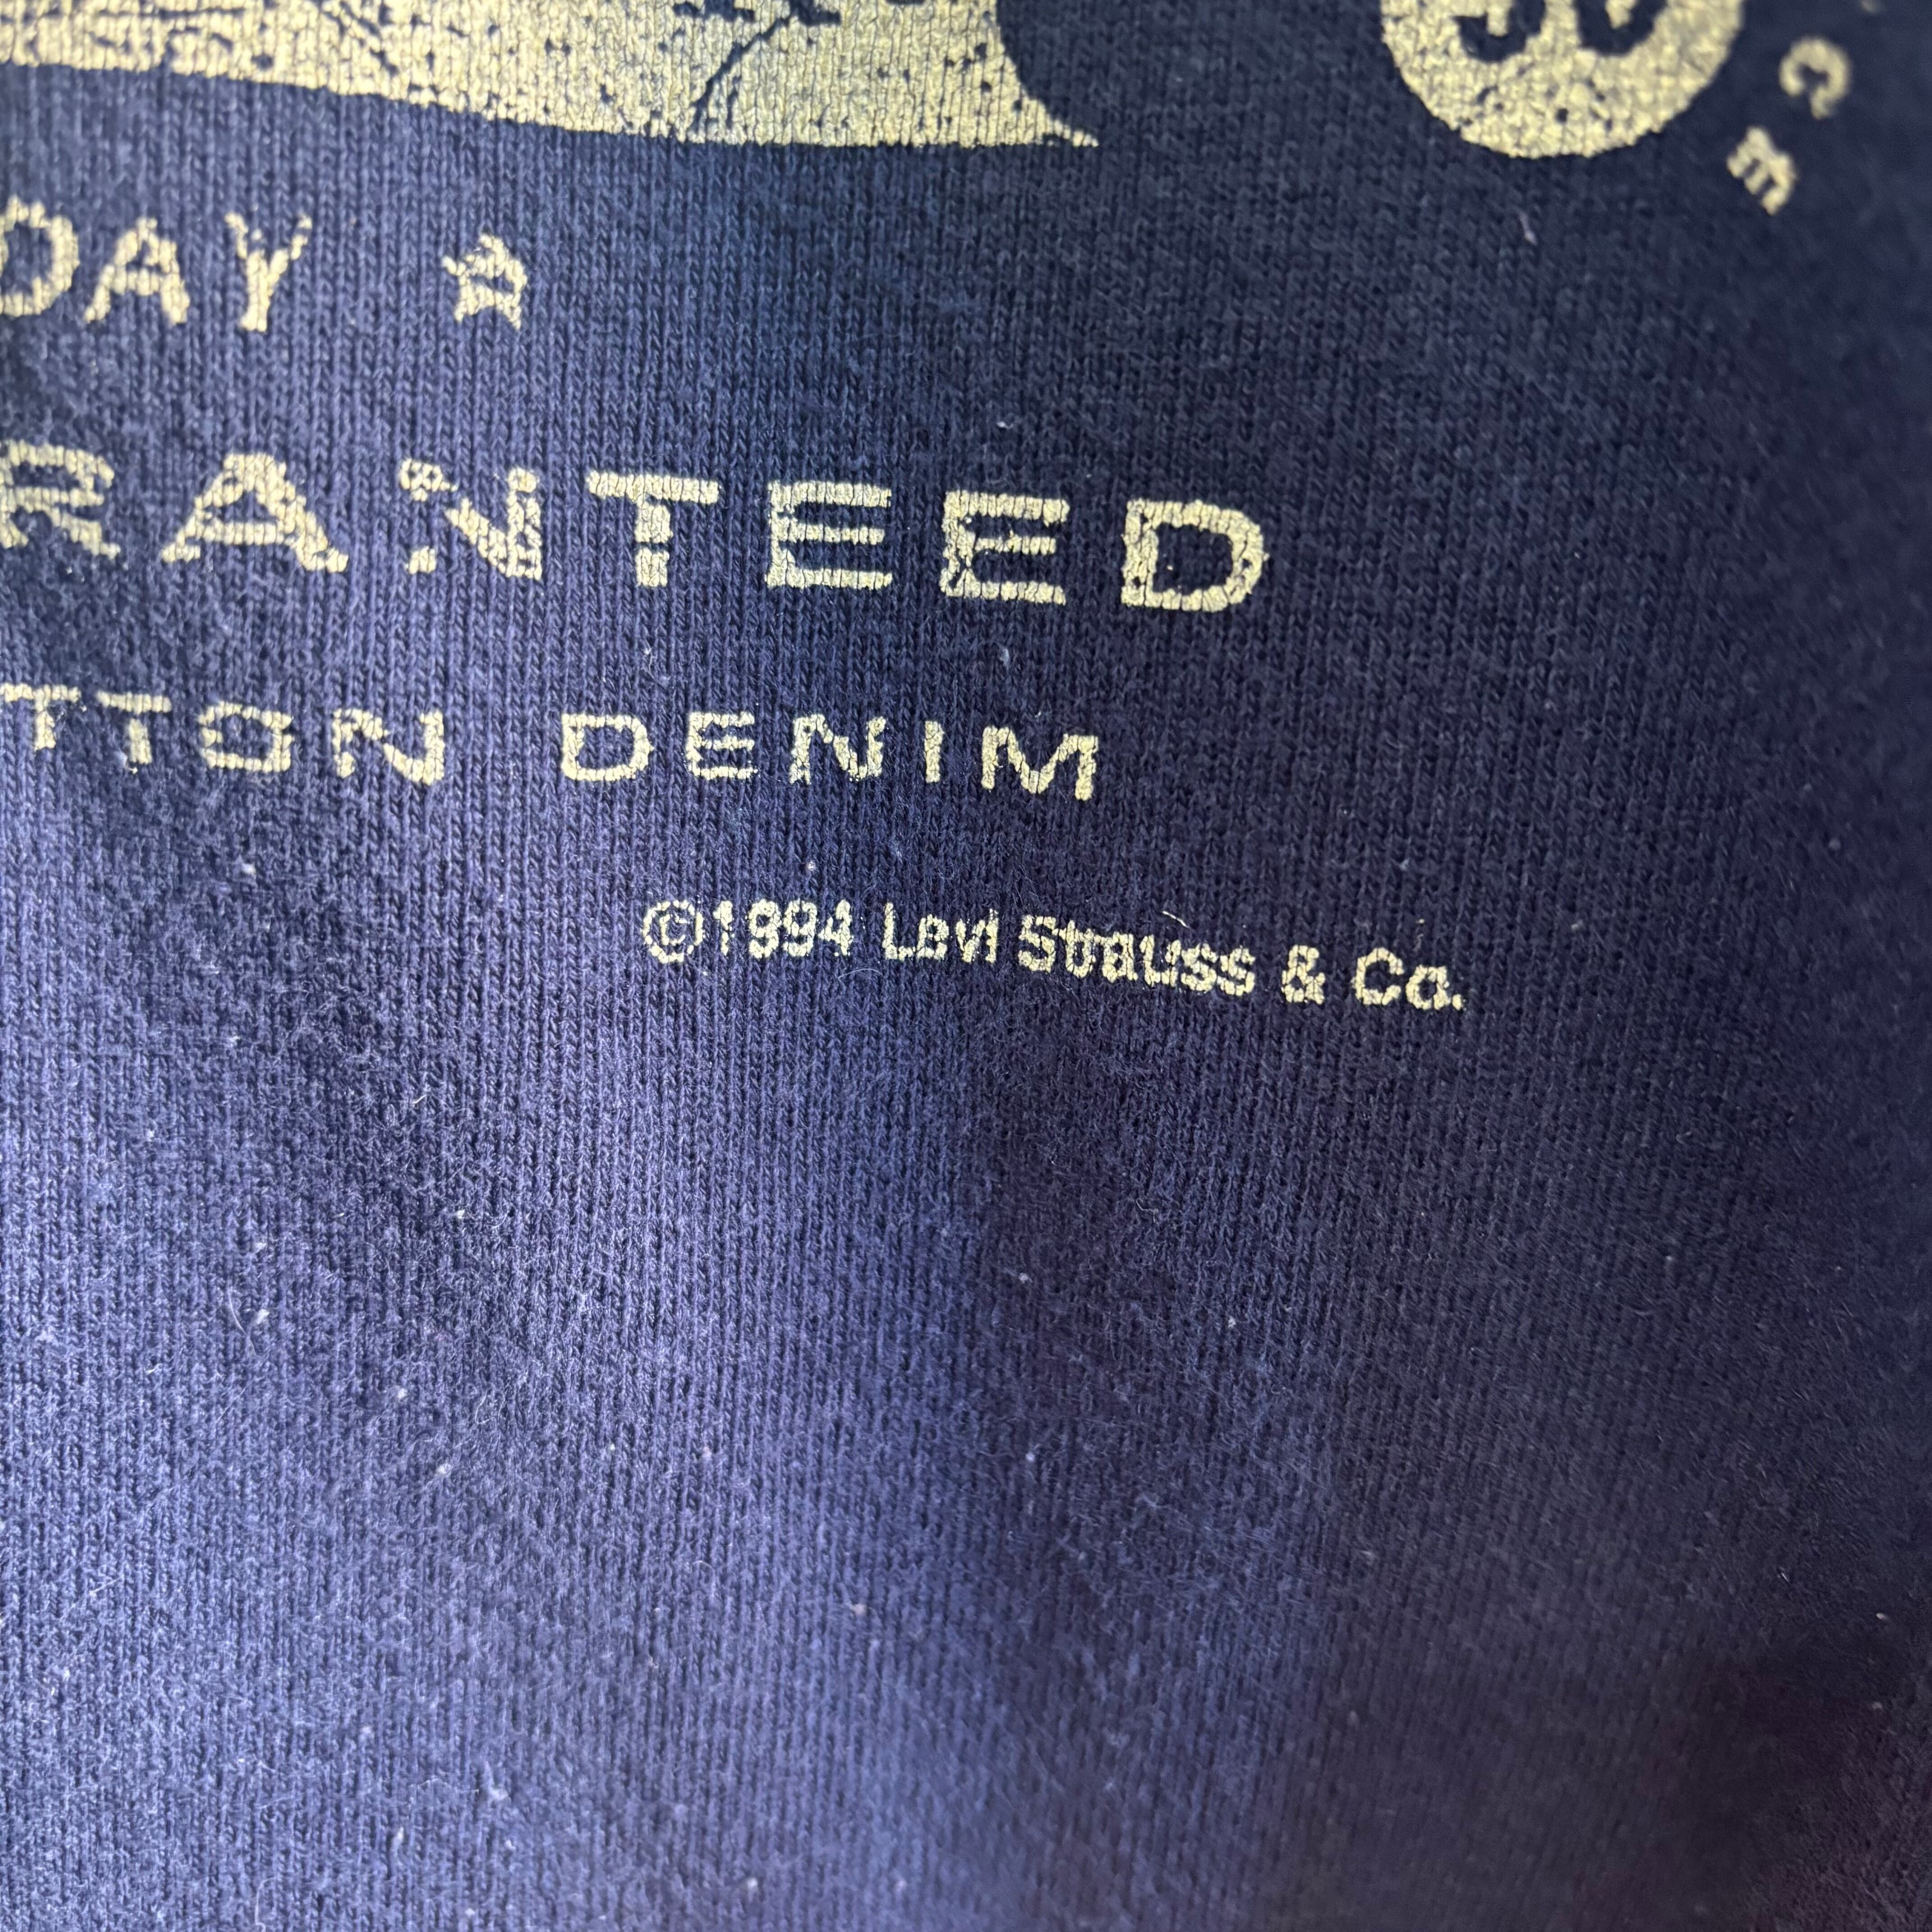 DAY
RANTEED
TTON DENIM
©1994 Levi Strauss & Co.